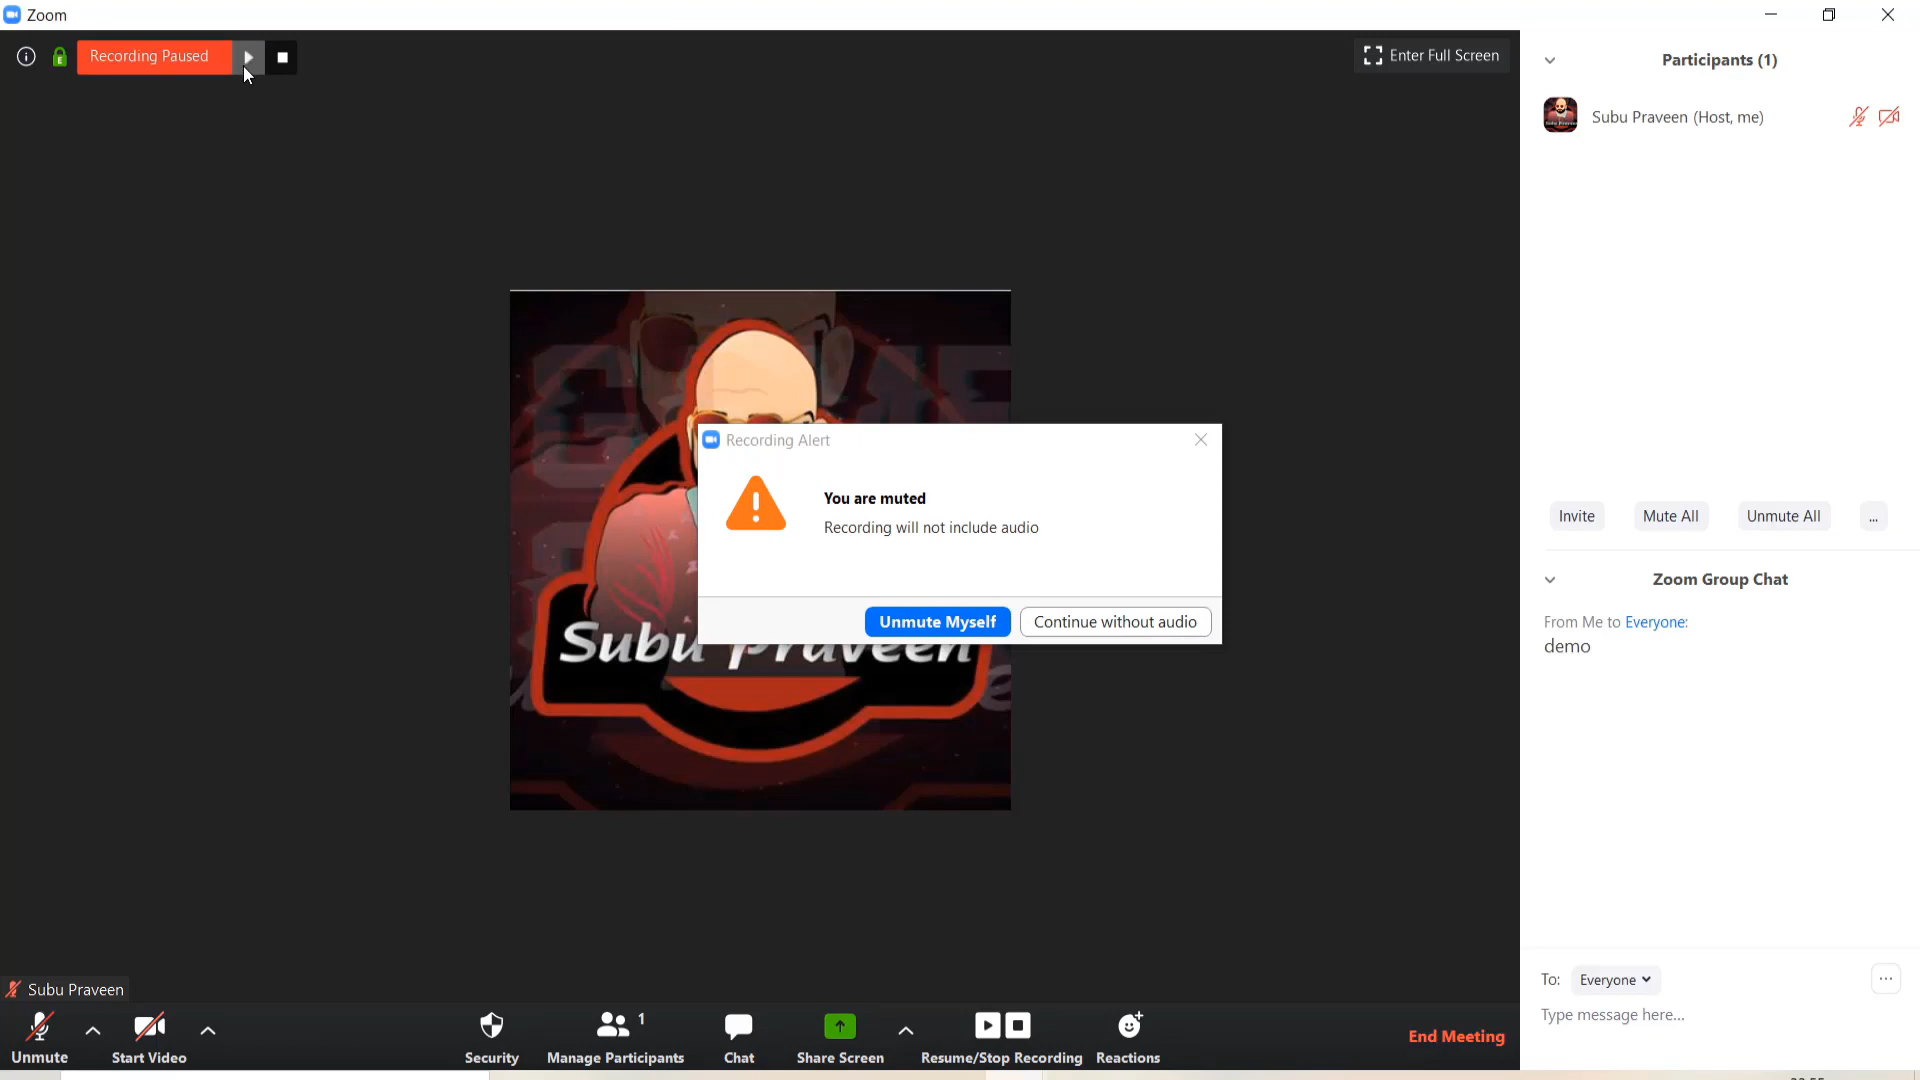 Zoom
Recording Paused
Enter Full Screen
Participants (1)
Subu Praveen (Host, me)
Recording Alert
You are muted
Recording will not include audio
Unmute Myself
Continue without audio
Subu Praveen
Invite
Mute All
Unmute All
...
Zoom Group Chat
From Me to Everyone:
demo
To:
Everyone
...
Type message here...
Subu Praveen
Unmute
Start Video
Security
1
Manage Participants
Chat
Share Screen
Resume/Stop Recording
Reactions
End Meeting